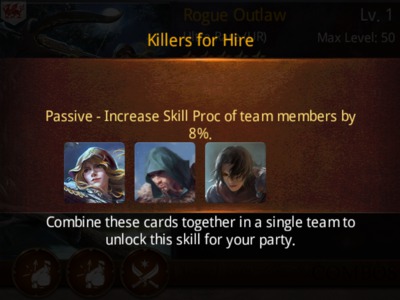 Rogue Outlaw
Lv. 1
Killers for Hire
Max Level: 50
Passive - Increase Skill Proc of team members by
8%.
Combine these cards together in a single team to
unlock this skill for your party.